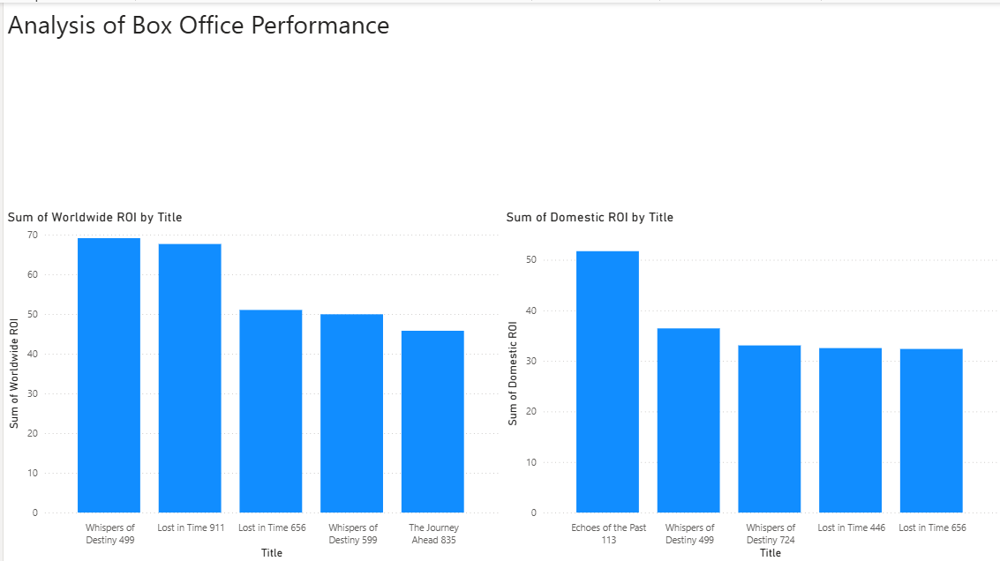 Analysis of Box Office Performance
Sum of Worldwide ROI by Title
70
60
50
40
30
20
10
0
Sum of Worldwide ROI
Whispers of
Destiny 499
Lost in Time 911
Lost in Time 656
Whispers of
Destiny 599
The Journey
Ahead 835
Title
Sum of Domestic ROI by Title
50
40
30
20
10
0
Sum of Domestic ROI
Echoes of the Past
113
Whispers of
Destiny 499
Whispers of
Destiny 724
Lost in Time 446
Lost in Time 656
Title